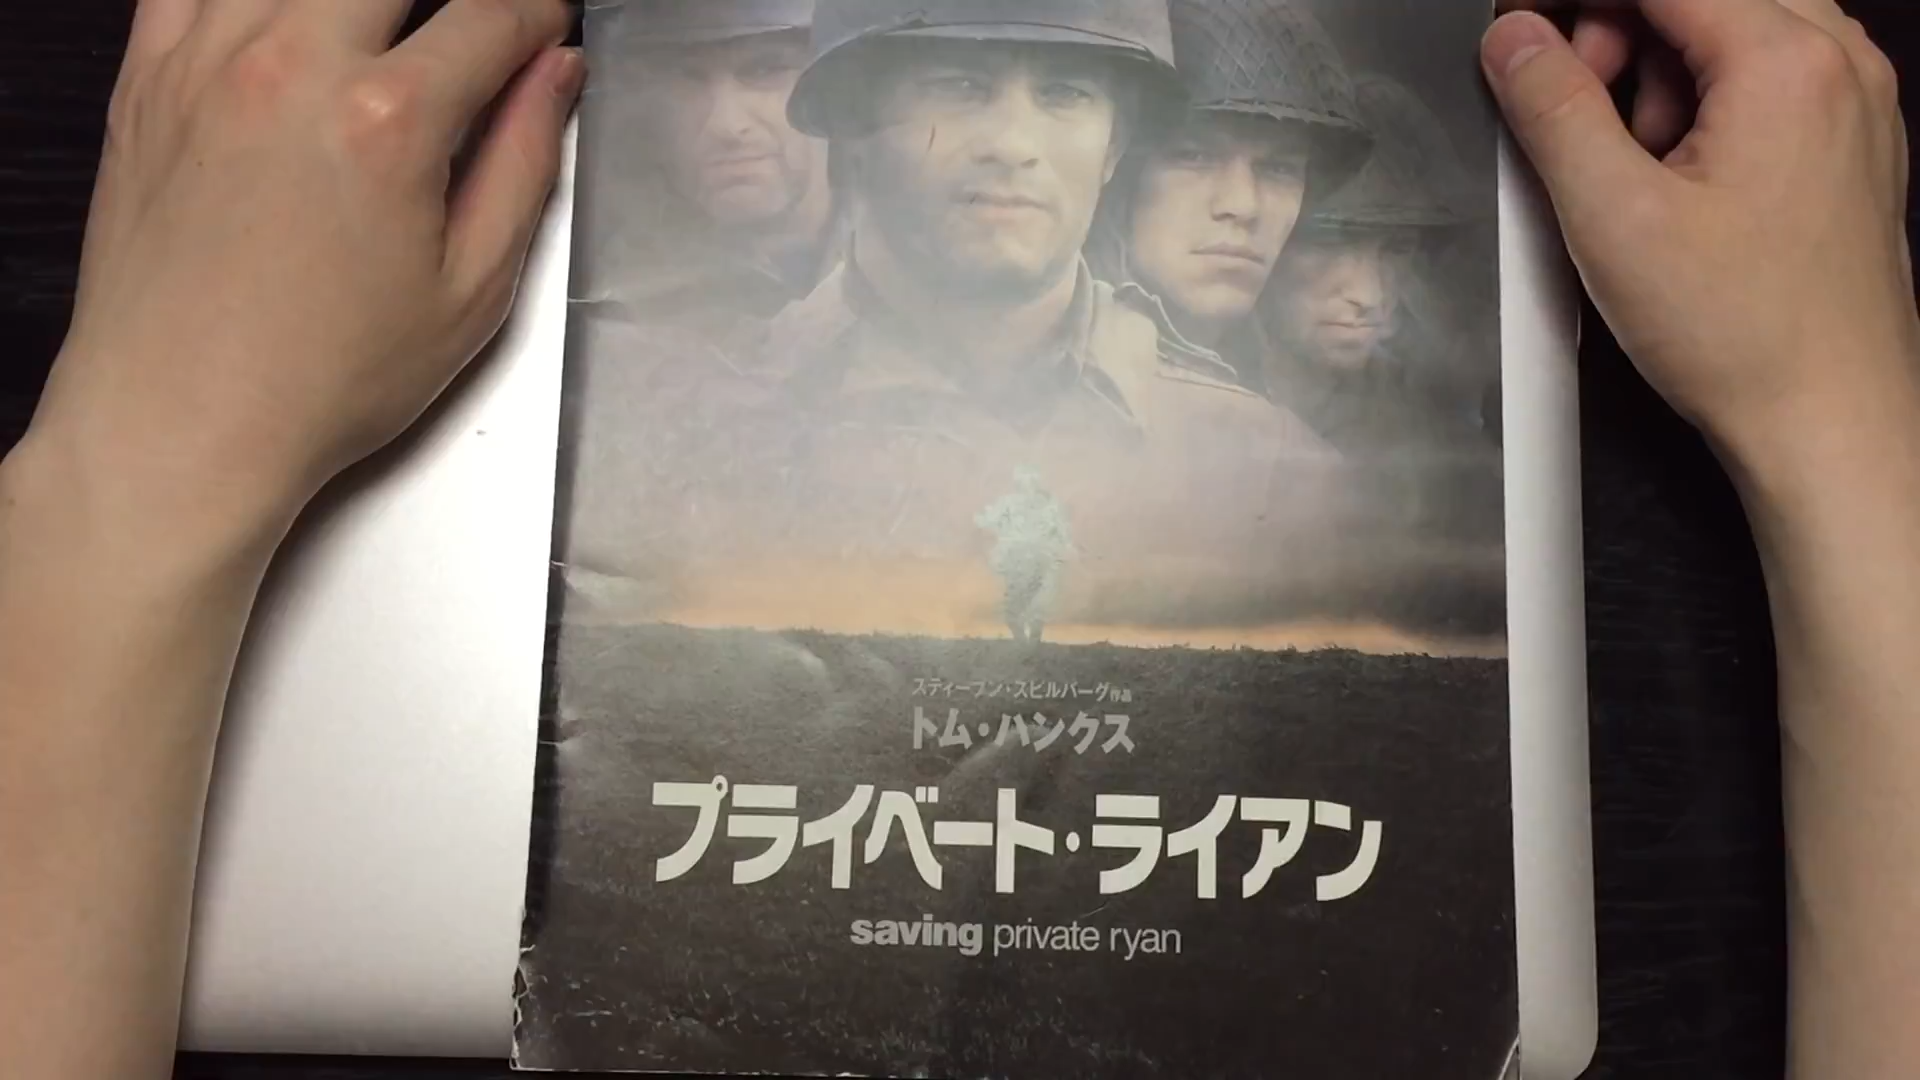 スティーブン・スピルバーグ作品
トム・ハンクス
プライベート・ライアン
saving private ryan